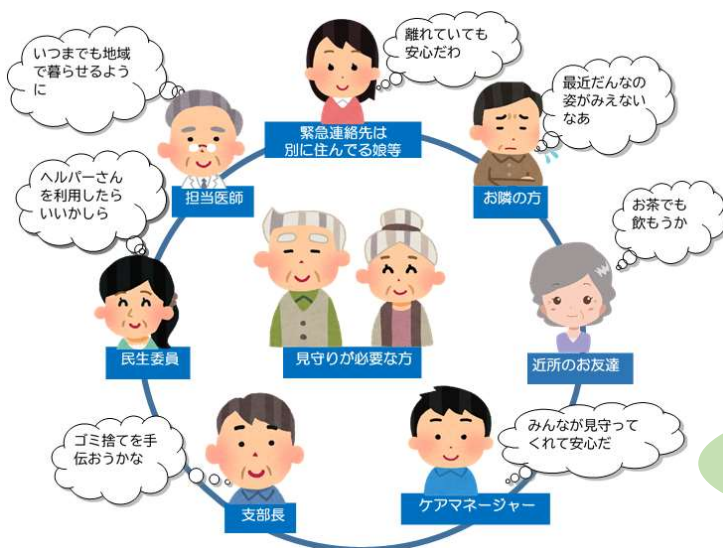 いつまでも地域
で暮らせるよう
に
離れていても
安心だわ
最近だんなの
姿がみえない
なあ
緊急連絡先は
別に住んでる娘等
担当医師
お隣の方
ヘルパーさん
を利用したら
いいかしら
お茶でも
飲もうか
民生委員
見守りが必要な方
近所のお友達
ゴミ捨てを手
伝おうかな
みんなが見守って
くれて安心だ
支部長
ケアマネージャー